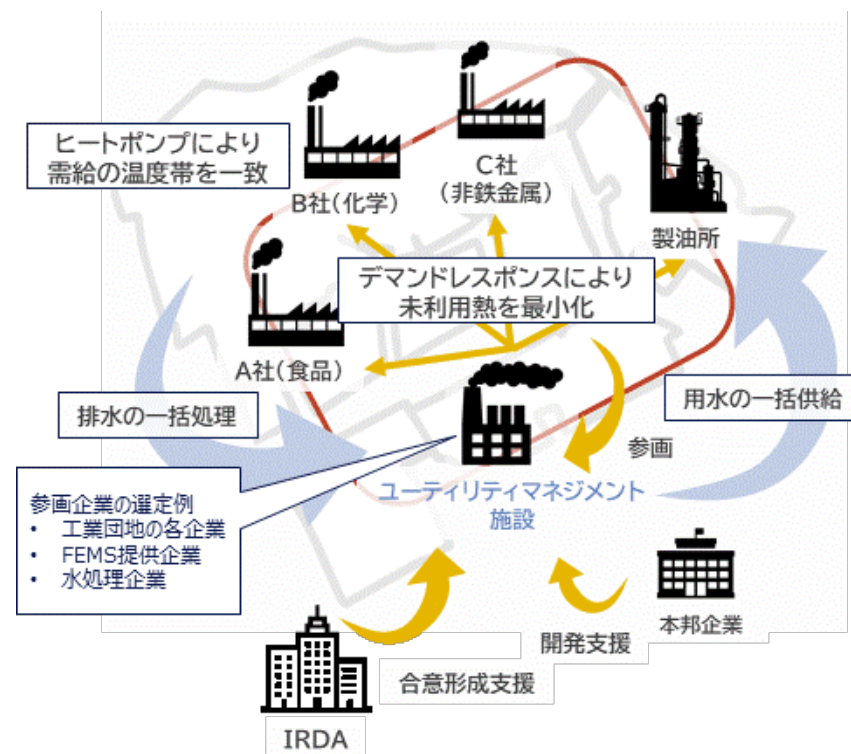 ヒートポンプにより
需給の温度帯を一致
B社(化学)
C社
(非鉄金属)
製油所
デマンドレスポンスにより
未利用熱を最小化
A社(食品)
排水の一括処理
用水の一括供給
参画
ユーティリティマネジメント
施設
参画企業の選定例
• 工業団地の各企業
• FEMS提供企業
• 水処理企業
本邦企業
開発支援
合意形成支援
IRDA